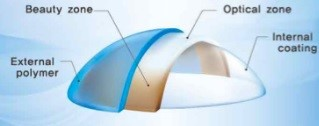 Beauty zone
Optical zone
Internal
coating
External
polymer